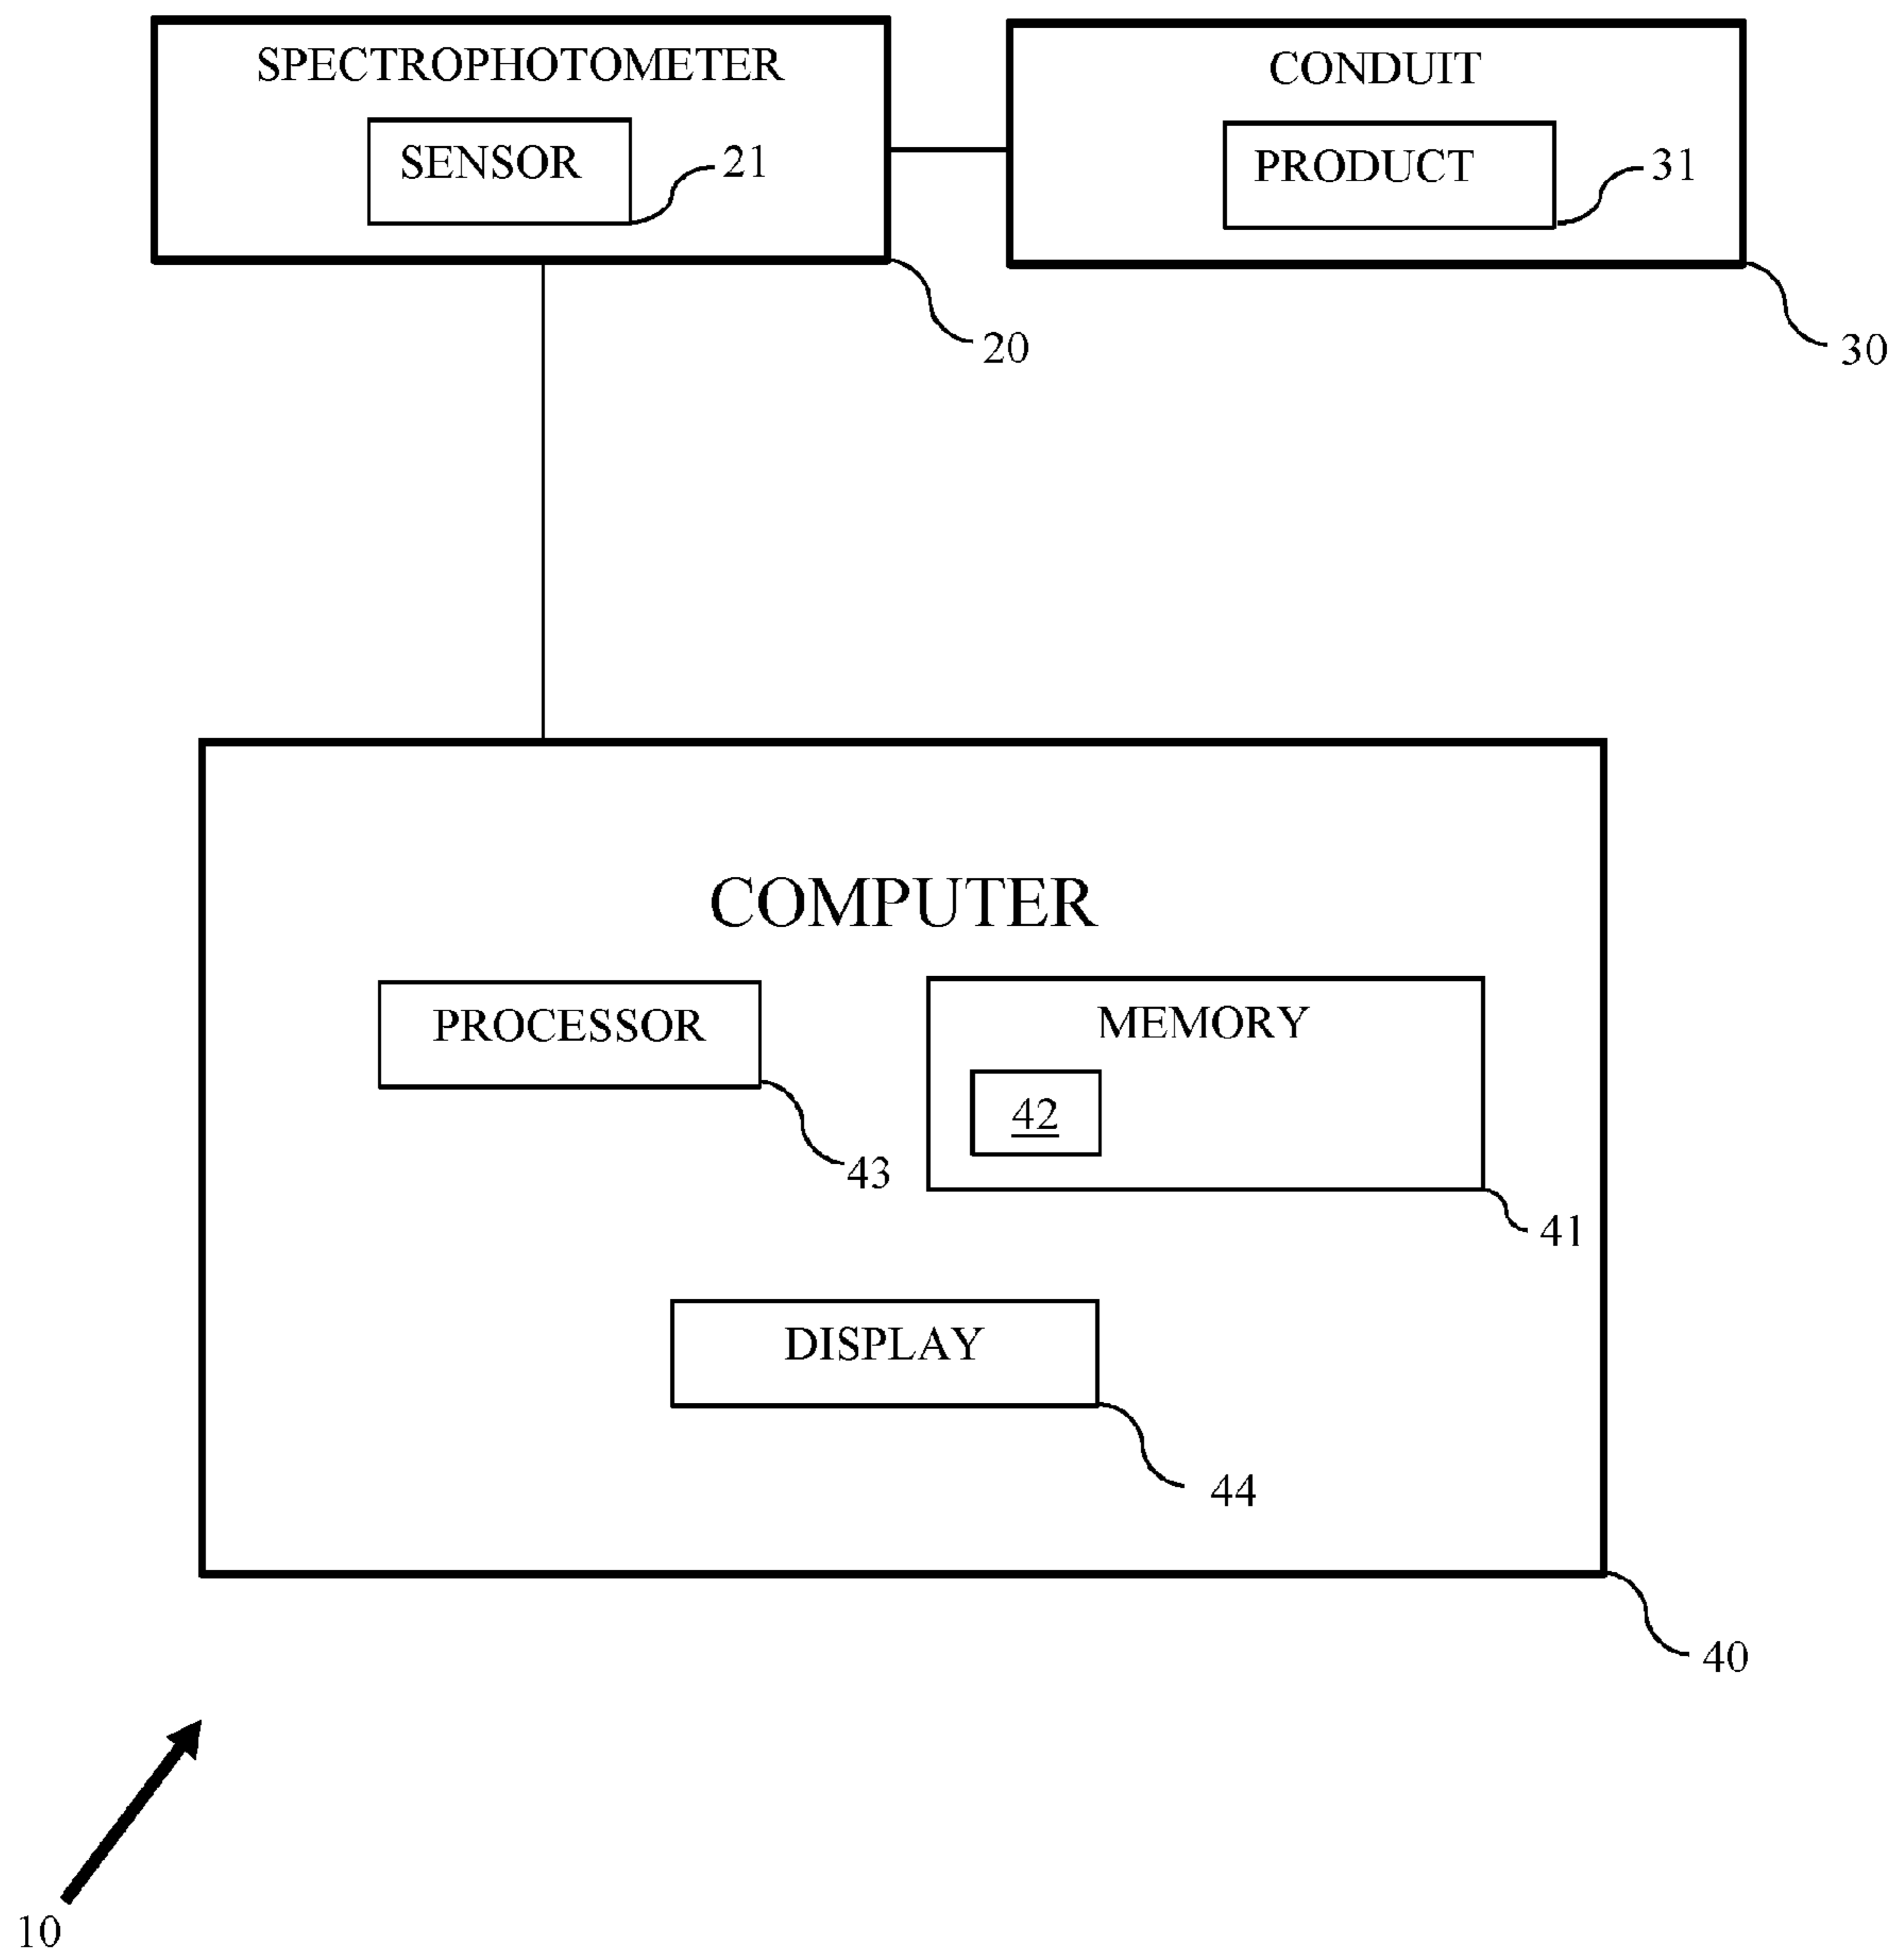 SPECTROPHOTOMETER
SENSOR
21
20
CONDUIT
PRODUCT
31
30
COMPUTER
PROCESSOR
43
MEMORY
42
41
DISPLAY
44
40
10